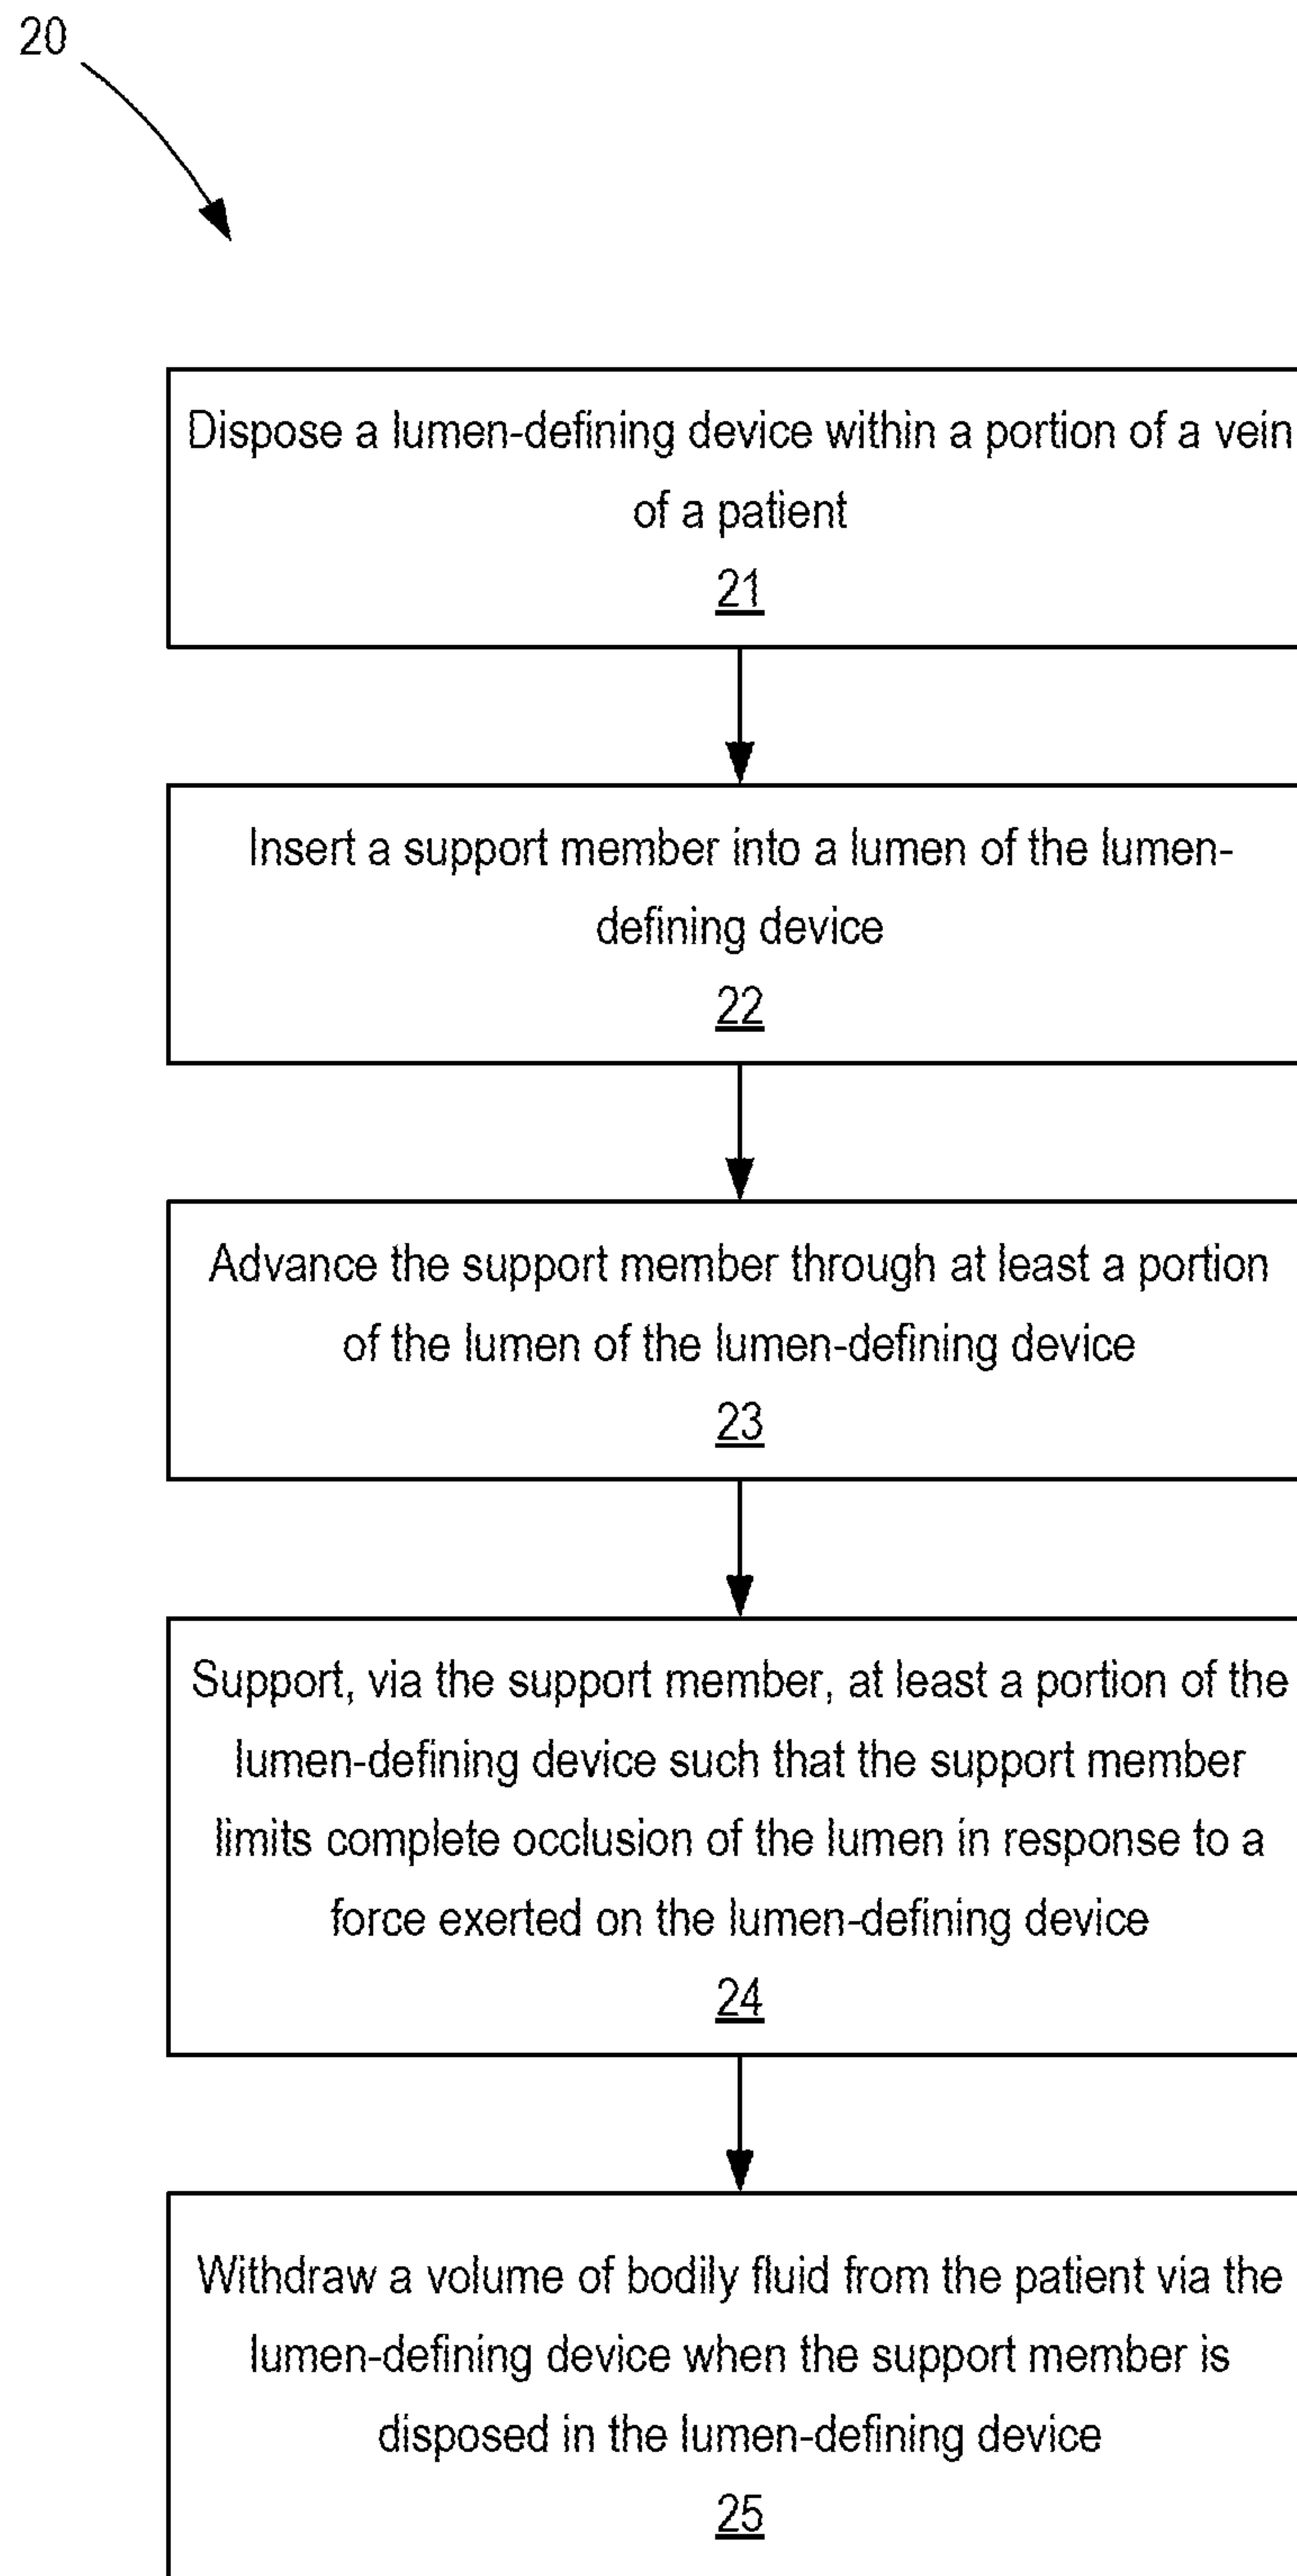 20
Dispose a lumen-defining device within a portion of a vein
of a patient
21
Insert a support member into a lumen of the lumen-
defining device
22
Advance the support member through at least a portion
of the lumen of the lumen-defining device
23
Support, via the support member, at least a portion of the
lumen-defining device such that the support member
limits complete occlusion of the lumen in response to a
force exerted on the lumen-defining device
24
Withdraw a volume of bodily fluid from the patient via the
lumen-defining device when the support member is
disposed in the lumen-defining device
25